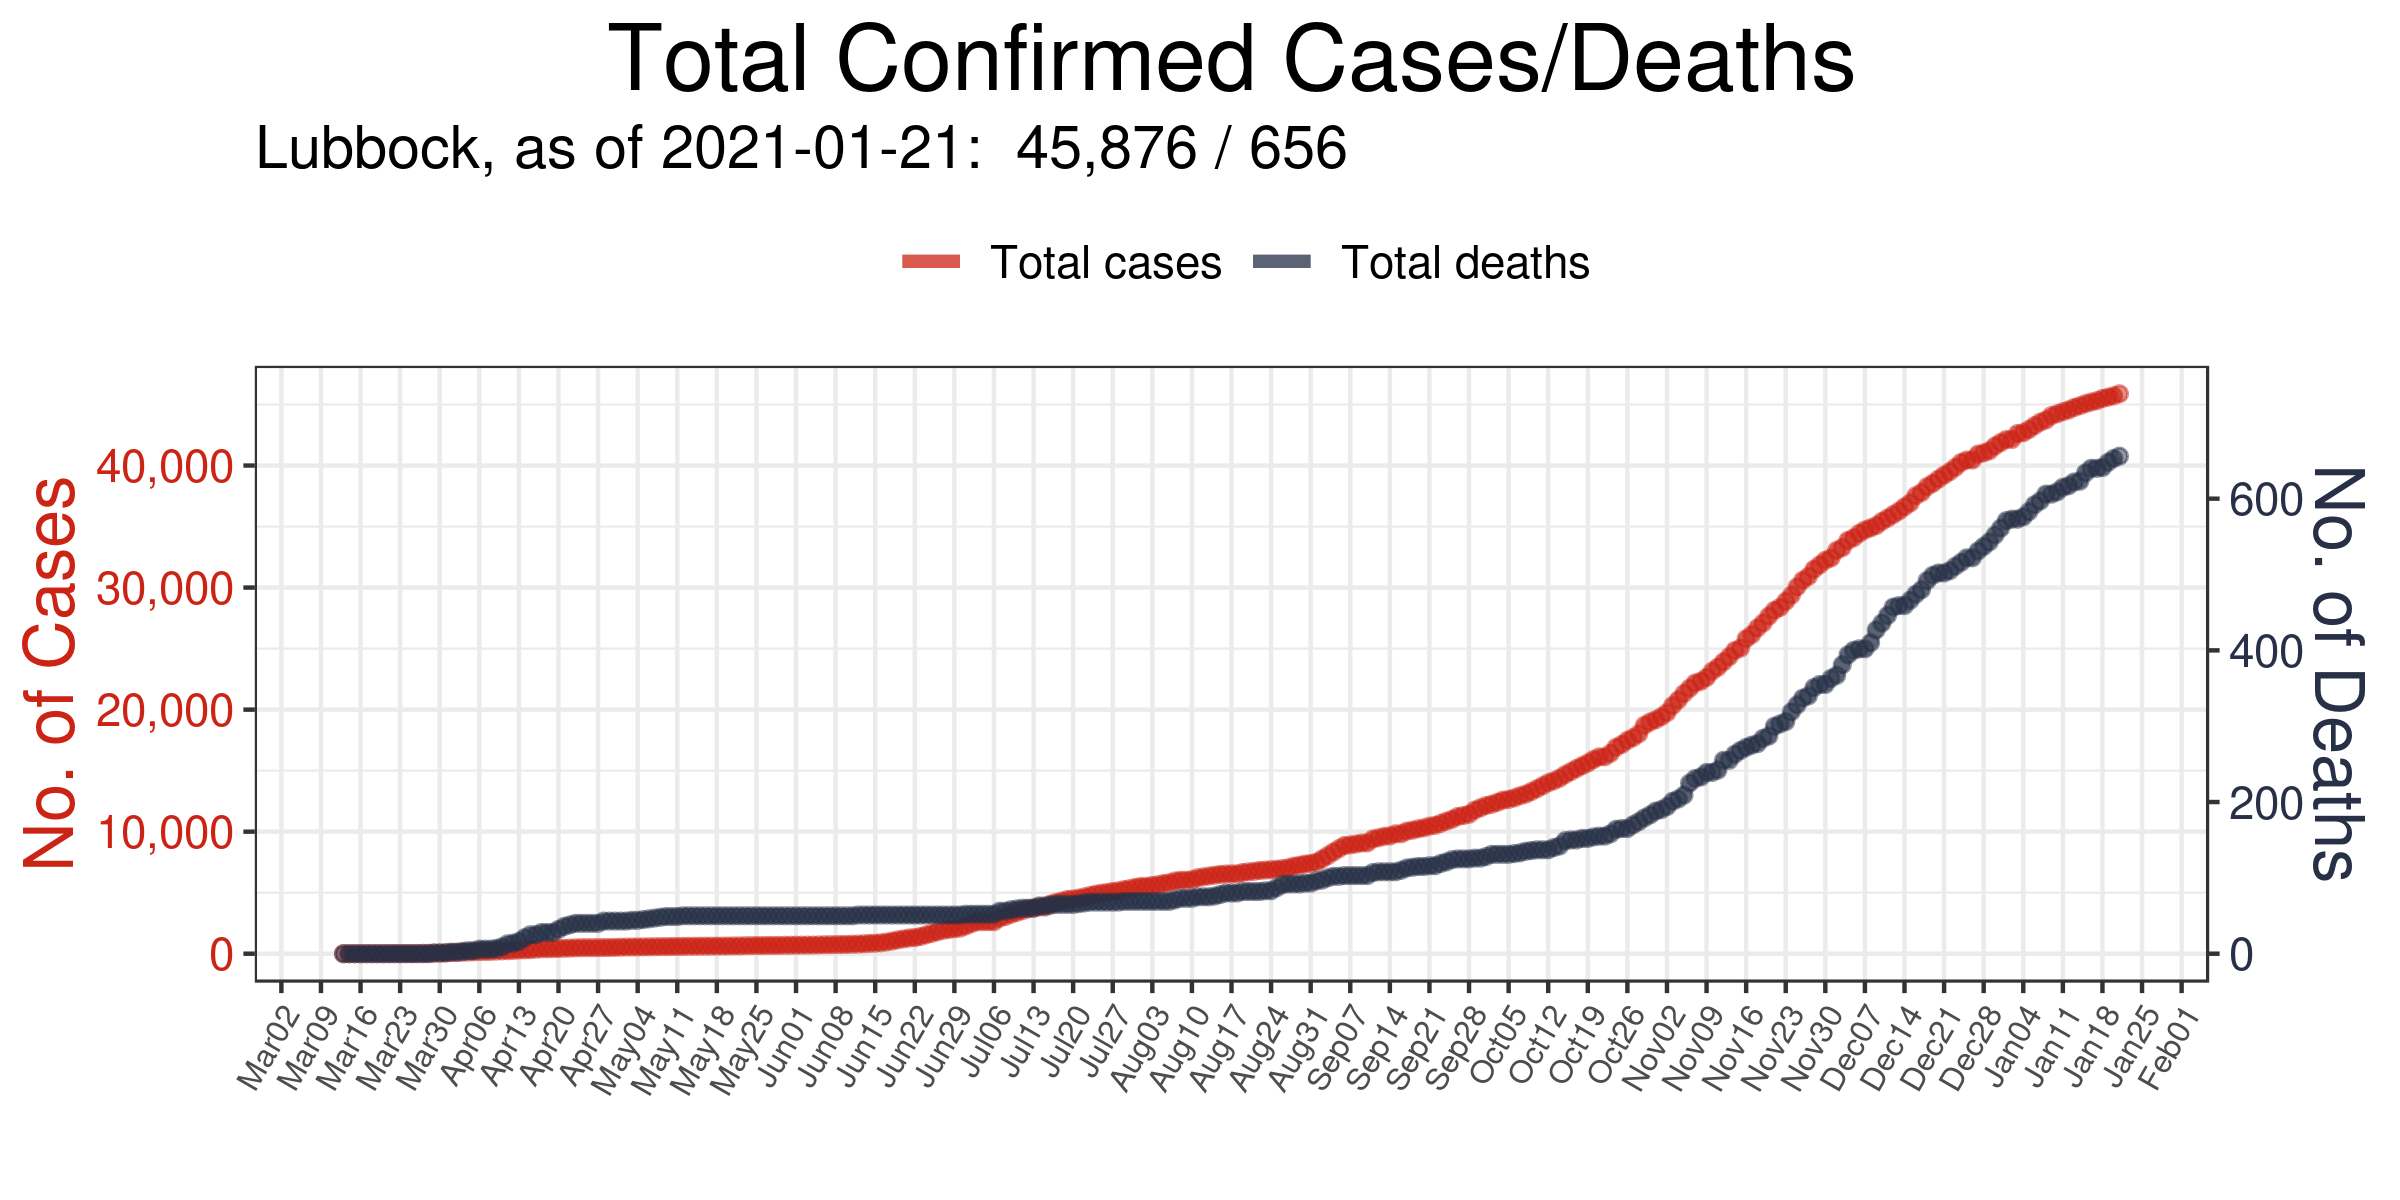 Total Confirmed Cases/Deaths
Lubbock, as of 2021-01-21:  45,876 / 656
Total cases
Total deaths
No. of Cases
40,000
30,000
20,000
10,000
0
600
400
200
0
No. of Deaths
Mar02
Mar09
Mar16
Mar23
Mar30
Apr06
Apr13
Apr20
Apr27
May04
May11
May18
May25
Jun01
Jun08
Jun15
Jun22
Jun29
Jul06
Jul13
Jul20
Jul27
Aug03
Aug10
Aug17
Aug24
Aug31
Sep07
Sep14
Sep21
Sep28
Oct05
Oct12
Oct19
Oct26
Nov02
Nov09
Nov16
Nov23
Nov30
Dec07
Dec14
Dec21
Dec28
Jan04
Jan11
Jan18
Jan25
Feb01